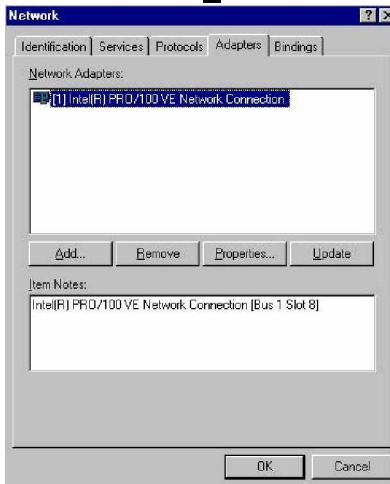 Network
Identification Services Protocols Adapters Bindings
Network Adapters:
[1] Intel(R) PRO/100 VE Network Connection
Add... Remove Properties... Update
Item Notes:
Intel(R) PRO/100 VE Network Connection [Bus 1 Slot 8]
OK Cancel